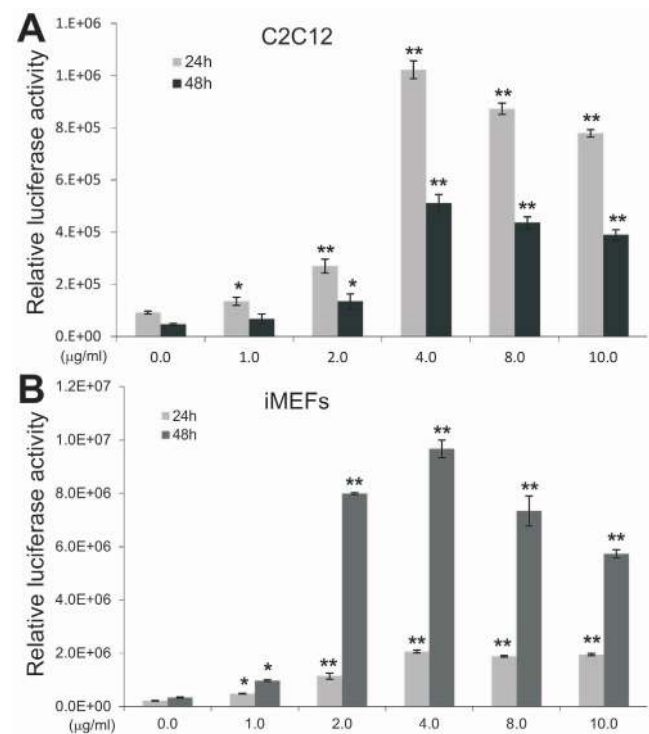 A
C2C12
24h
48h
Relative luciferase activity
1.E+06
1.E+06
8.E+05
6.E+05
4.E+05
2.E+05
0.E+00
** ** ** ** ** ** * ** *
(μg/ml) 0.0 1.0 2.0 4.0 8.0 10.0
B
iMEFs
24h
48h
Relative luciferase activity
1.2E+07
1.0E+07
8.0E+06
6.0E+06
4.0E+06
2.0E+06
0.0E+00
* * ** ** ** ** ** ** ** **
(μg/ml) 0.0 1.0 2.0 4.0 8.0 10.0